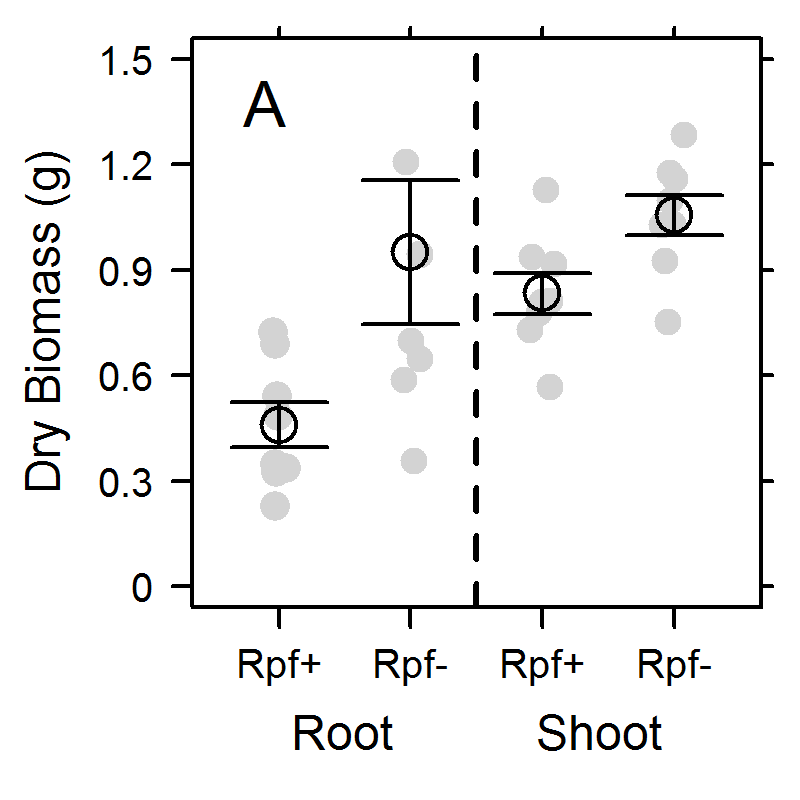 A
Dry Biomass (g)
1.5
1.2
0.9
0.6
0.3
0
Rpf+ Rpf- Rpf+ Rpf-
Root Shoot